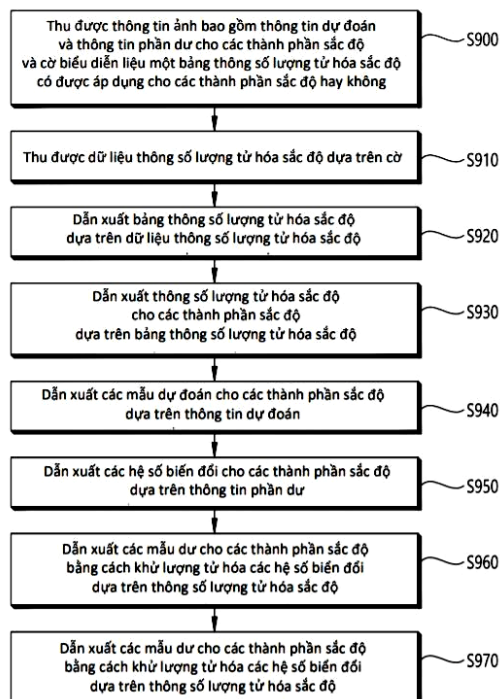 Thu được thông tin ảnh bao gồm thông tin dự đoán
và thông tin phần dư cho các thành phần sắc độ
và cờ biểu diễn liệu một bảng thông số lượng tử hóa sắc độ
có được áp dụng cho các thành phần sắc độ hay không
S900
Thu được dữ liệu thông số lượng tử hóa sắc độ dựa trên cờ
S910
Dẫn xuất bảng thông số lượng tử hóa sắc độ
dựa trên dữ liệu thông số lượng tử hóa sắc độ
S920
Dẫn xuất thông số lượng tử hóa sắc độ
cho các thành phần sắc độ
dựa trên bảng thông số lượng tử hóa sắc độ
S930
Dẫn xuất các mẫu dự đoán cho các thành phần sắc độ
dựa trên thông tin dự đoán
S940
Dẫn xuất các hệ số biến đổi cho các thành phần sắc độ
dựa trên thông tin phần dư
S950
Dẫn xuất các mẫu dư cho các thành phần sắc độ
bằng cách khử lượng tử hóa các hệ số biển đổi
dựa trên thông số lượng tử hóa sắc độ
S960
Dẫn xuất các mẫu dư cho các thành phần sắc độ
bằng cách khử lượng tử hóa các hệ số biển đổi
dựa trên thông số lượng tử hóa sắc độ
S970